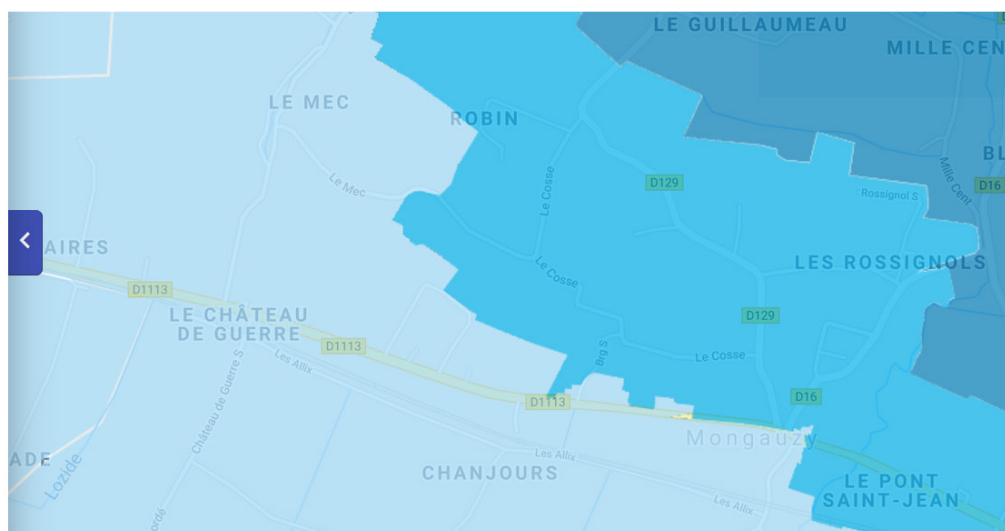 LE GUILLAUMEAU
MILLE CEN
LE MEC
ROBIN
BL
Le Mec
Le Cosse
D129
Mille Cent
D16
Rossignol S
AIRES
LES ROSSIGNOLS
Le Cosse
D1113
LE CHÂTEAU
DE GUERRE
D129
D1113
Les Allix
Brg S
Le Cosse
Château de Guerre S
D1113
D16
Mongauzy
ADE
Lozide
CHANJOURS
Les Allix
LE PONT
SAINT-JEAN
Les Allix
ordé